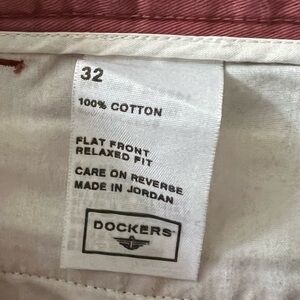 32
100% COTTON
FLAT FRONT
RELAXED FIT
CARE ON REVERSE
MADE IN JORDAN
DOCKERS